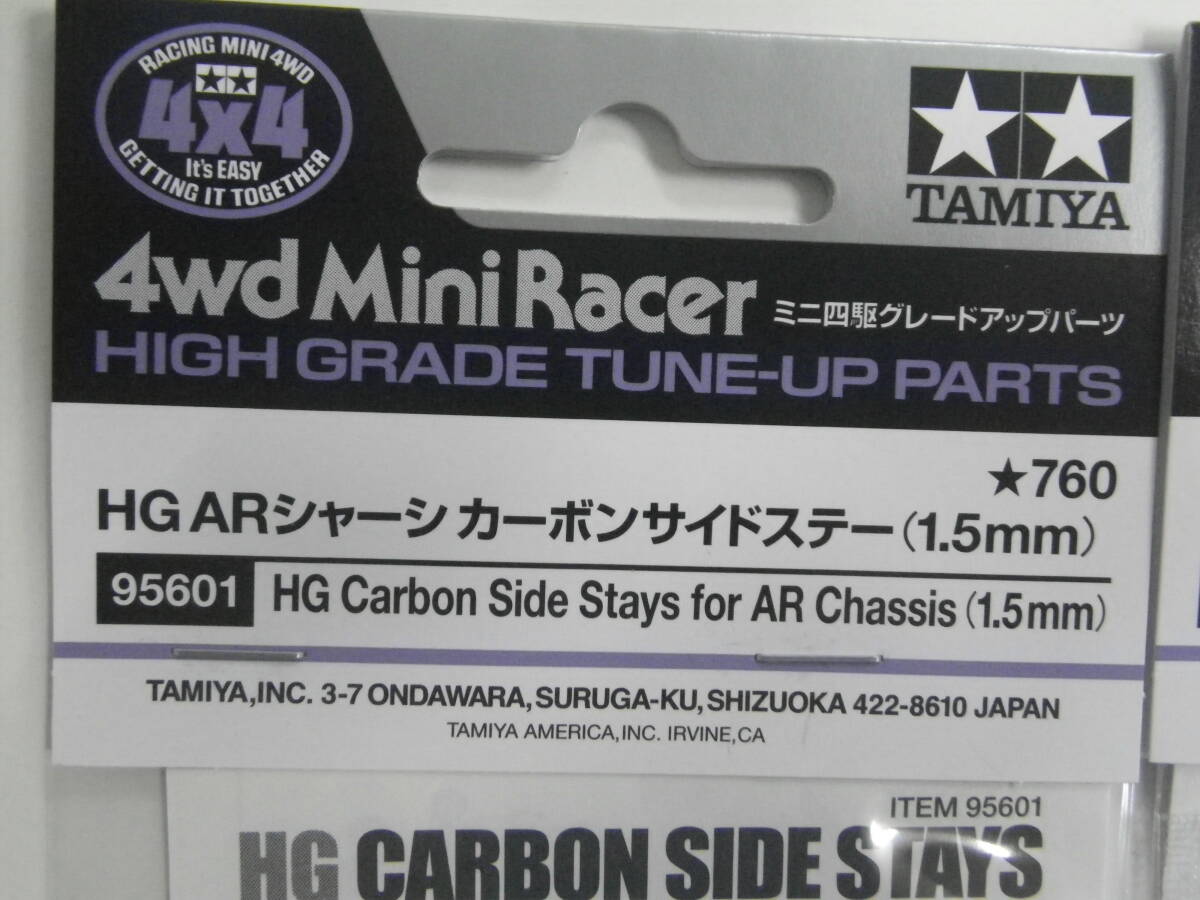 RACING MINI 4WD
4x4
It's EASY
GETTING IT TOGETHER
TAMIYA
4wd Mini Racer
ミニ四駆グレードアップパーツ
HIGH GRADE TUNE-UP PARTS
★760
HG ARシャーシ カーボンサイドステー(1.5mm)
95601 HG Carbon Side Stays for AR Chassis (1.5mm)
TAMIYA,INC. 3-7 ONDAWARA, SURUGA-KU, SHIZUOKA 422-8610 JAPAN
TAMIYA AMERICA, INC. IRVINE, CA
ITEM 95601
HG CARBON SIDE STAYS